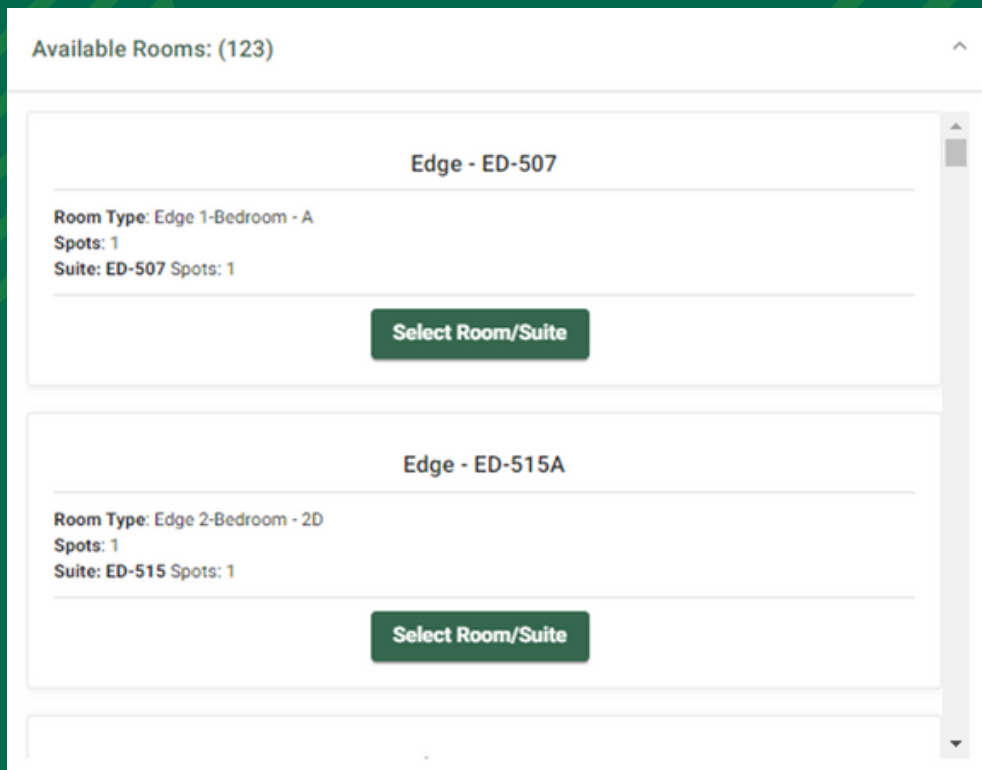 Available Rooms: (123)
Edge - ED-507
Room Type: Edge 1-Bedroom - A
Spots: 1
Suite: ED-507 Spots: 1
Select Room/Suite
Edge - ED-515A
Room Type: Edge 2-Bedroom - 2D
Spots: 1
Suite: ED-515 Spots: 1
Select Room/Suite